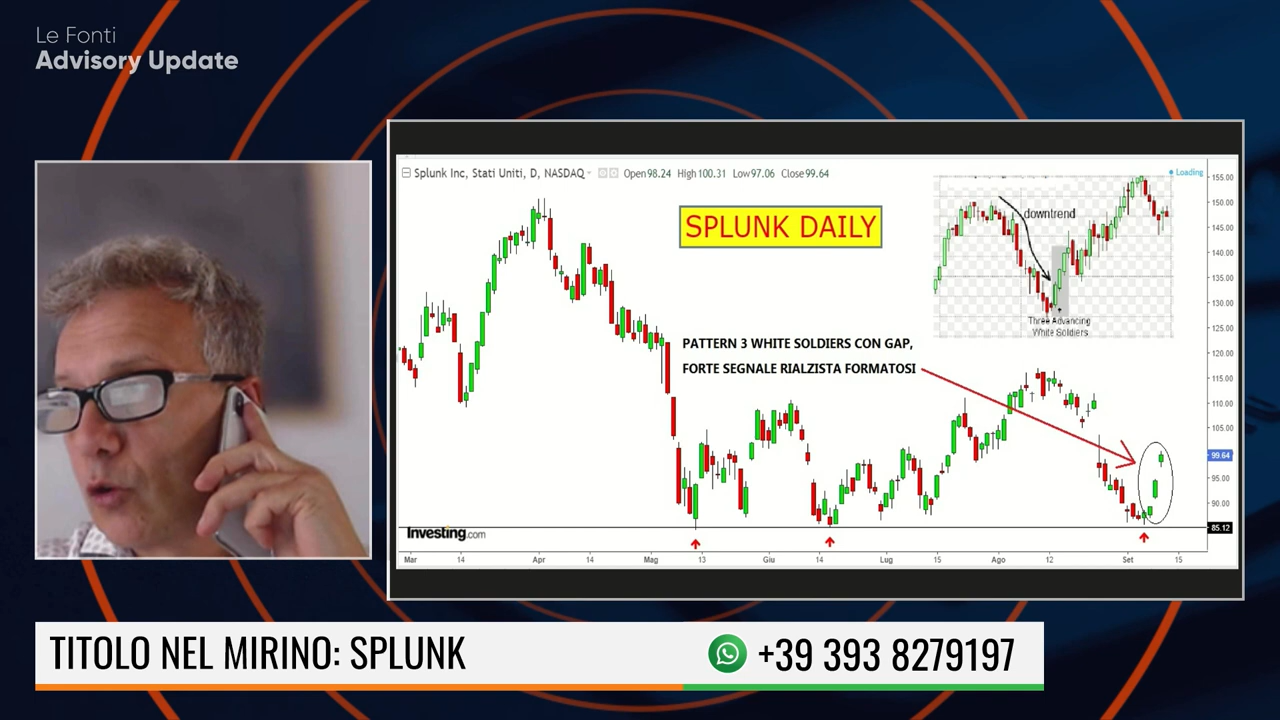 Le Fonti
Advisory Update
Splunk Inc, Stati Uniti, D, NASDAQ Open 98.24 High 100.31 Low 97.06 Close 99.64
Loading
SPLUNK DAILY
downtrend
Three Advancing
White Soldiers
PATTERN 3 WHITE SOLDIERS CON GAP,
FORTE SEGNALE RIALZISTA FORMATOSI
155.00
150.00
145.00
140.00
135.00
130.00
125.00
120.00
115.00
110.00
105.00
99.64
95.00
90.00
85.12
Investing.com
Mar 14 Apr 14 Mag 13 Giu 14 Lug 15 Ago 12 Set 15
TITOLO NEL MIRINO: SPLUNK
+39 393 8279197